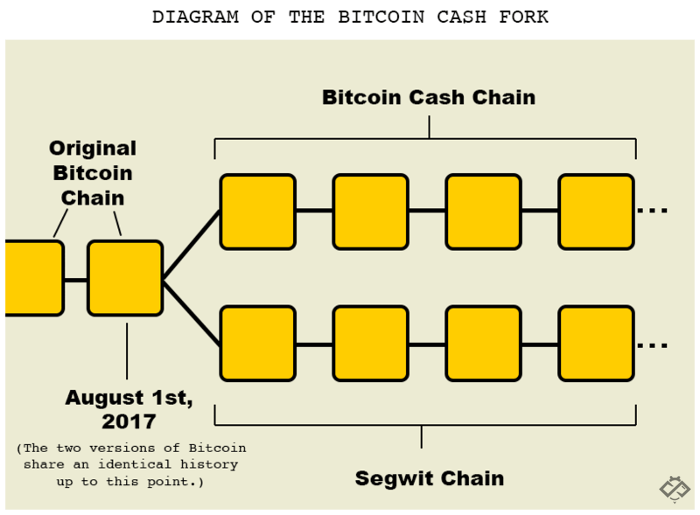 DIAGRAM OF THE BITCOIN CASH FORK
Bitcoin Cash Chain
Original
Bitcoin
Chain
August 1st,
2017
(The two versions of Bitcoin
share an identical history
up to this point.)
Segwit Chain